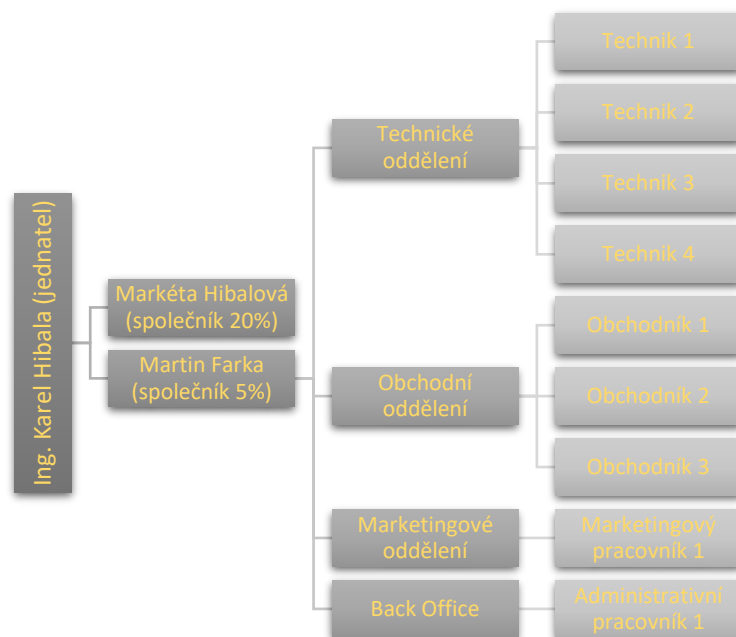 Ing. Karel Hibala (jednatel)
Markéta Hibalová
(společník 20%)
Martin Farka
(společník 5%)
Technické
oddělení
Technik 1
Technik 2
Technik 3
Technik 4
Obchodní
oddělení
Obchodník 1
Obchodník 2
Obchodník 3
Marketingové
oddělení
Marketingový
pracovník 1
Back Office
Administrativní
pracovník 1